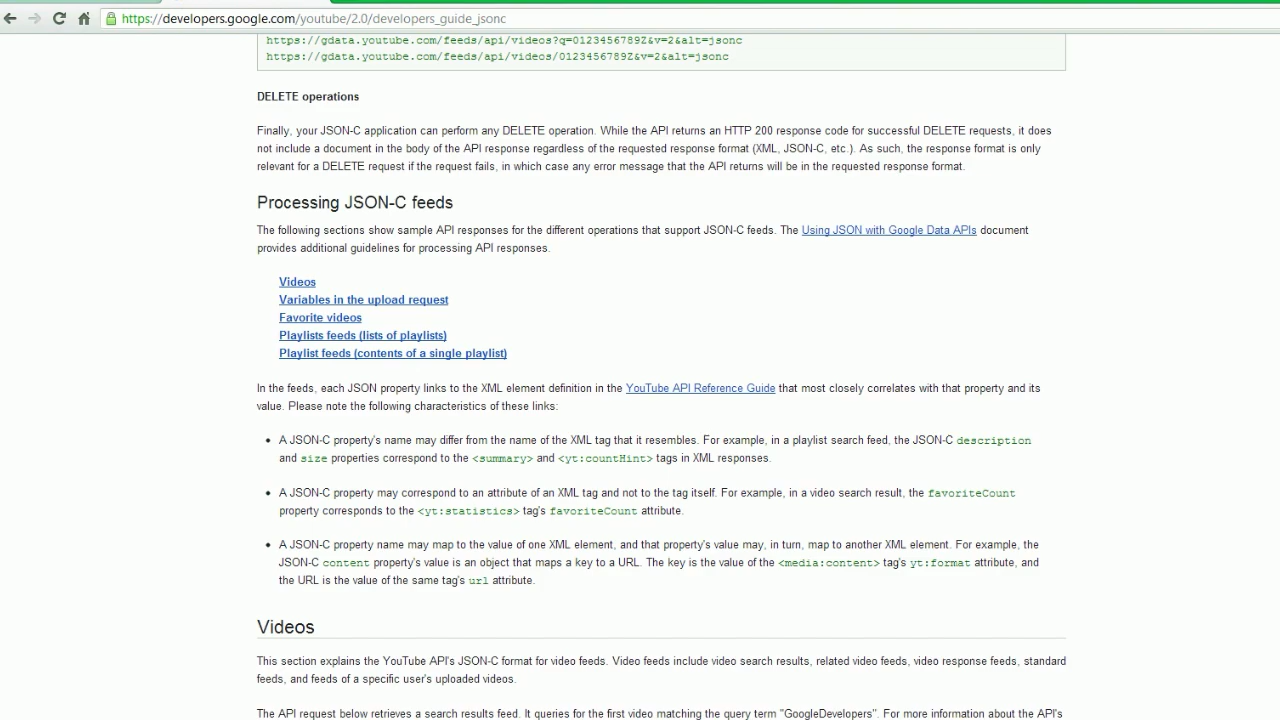 https://developers.google.com/youtube/2.0/developers_guide_jsonc
https://gdata.youtube.com/feeds/api/videos?q=0123456789Z&v=2&alt=jsonc
https://gdata.youtube.com/feeds/api/videos/0123456789Z&v=2&alt=jsonc
DELETE operations
Finally, your JSON-C application can perform any DELETE operation. While the API returns an HTTP 200 response code for successful DELETE requests, it does
not include a document in the body of the API response regardless of the requested response format (XML, JSON-C, etc.). As such, the response format is only
relevant for a DELETE request if the request fails, in which case any error message that the API returns will be in the requested response format.
Processing JSON-C feeds
The following sections show sample API responses for the different operations that support JSON-C feeds. The Using JSON with Google Data APIs document
provides additional guidelines for processing API responses.
Videos
Variables in the upload request
Favorite videos
Playlists feeds (lists of playlists)
Playlist feeds (contents of a single playlist)
In the feeds, each JSON property links to the XML element definition in the YouTube API Reference Guide that most closely correlates with that property and its
value. Please note the following characteristics of these links:
• A JSON-C property's name may differ from the name of the XML tag that it resembles. For example, in a playlist search feed, the JSON-C description
and size properties correspond to the <summary> and <yt:countHint> tags in XML responses.
• A JSON-C property may correspond to an attribute of an XML tag and not to the tag itself. For example, in a video search result, the favoriteCount
property corresponds to the <yt:statistics> tag's favoriteCount attribute.
• A JSON-C property name may map to the value of one XML element, and that property's value may, in turn, map to another XML element. For example, the
JSON-C content property's value is an object that maps a key to a URL. The key is the value of the <media:content> tag's yt:format attribute, and
the URL is the value of the same tag's url attribute.
Videos
This section explains the YouTube API's JSON-C format for video feeds. Video feeds include video search results, related video feeds, video response feeds, standard
feeds, and feeds of a specific user's uploaded videos.
The API request below retrieves a search results feed. It queries for the first video matching the query term "GoogleDevelopers". For more information about the API's